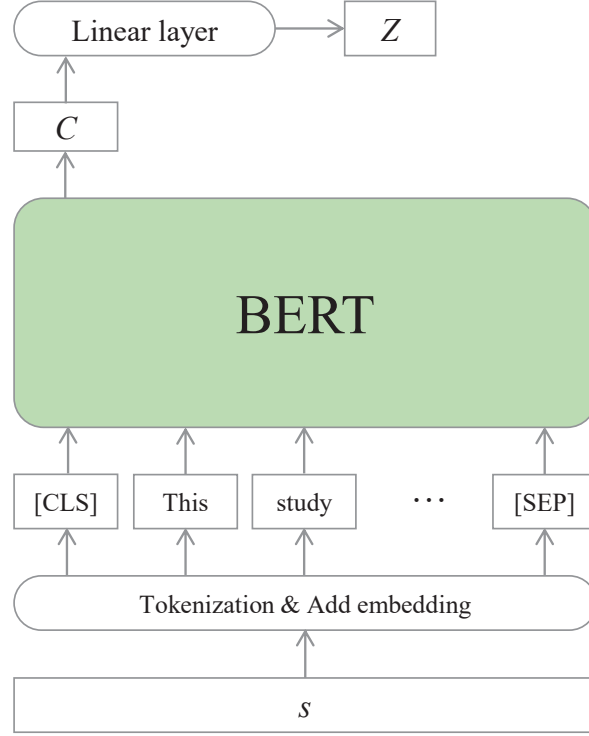 Linear layer
Z
C
BERT
[CLS] This study ··· [SEP]
Tokenization & Add embedding
s